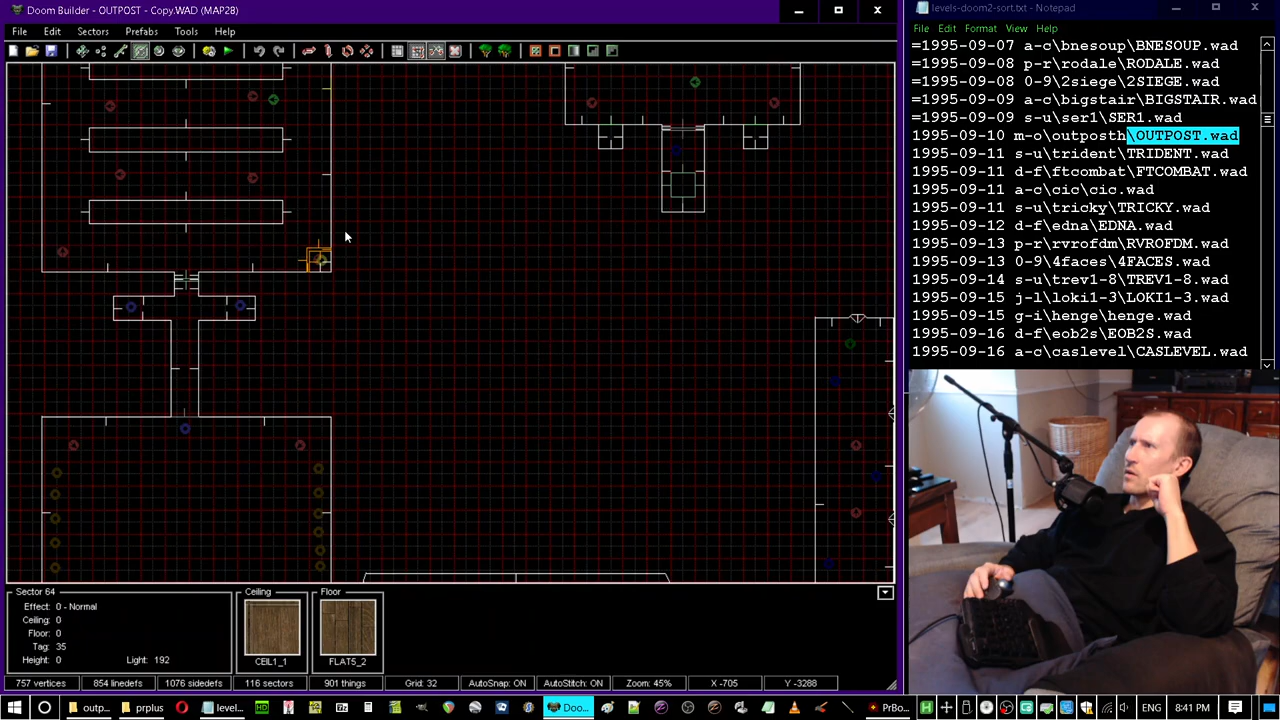 Doom Builder - OUTPOST - Copy.WAD (MAP28)
File Edit Sectors Prefabs Tools Help
Sector 64
Effect: 0 - Normal
Ceiling: 0
Floor: 0
Tag: 35
Height: 0 Light: 192
Ceiling
CEIL1_1
Floor
FLAT5_2
757 vertices 854 linedefs 1076 sidedefs 116 sectors 901 things Grid: 32 AutoSnap: ON AutoStitch: ON Zoom: 45% X -705 Y -3288
levels-doom2-sort.txt - Notepad
File Edit Format View Help
=1995-09-07 a-c\bnesoup\BNESOUP.wad
=1995-09-08 p-r\rodale\RODALE.wad
=1995-09-08 0-9\2siege\2SIEGE.wad
=1995-09-09 a-c\bigstair\BIGSTAIR.wad
=1995-09-09 s-u\ser1\SER1.wad
1995-09-10 m-o\outposth\OUTPOST.wad
1995-09-11 s-u\trident\TRIDENT.wad
1995-09-11 d-f\ftcombat\FTCOMBAT.wad
1995-09-11 a-c\cic\cic.wad
1995-09-11 s-u\tricky\TRICKY.wad
1995-09-12 d-f\edna\EDNA.wad
1995-09-13 p-r\rvrofdm\RVROFDM.wad
1995-09-13 0-9\4faces\4FACES.wad
1995-09-14 s-u\trev1-8\TREV1-8.wad
1995-09-15 j-l\loki1-3\LOKI1-3.wad
1995-09-15 g-i\henge\henge.wad
1995-09-16 d-f\eob2s\EOB2S.wad
1995-09-16 a-c\caslevel\CASLEVEL.wad
outp... prplus level... HD Doo... PrBo... ENG 8:41 PM